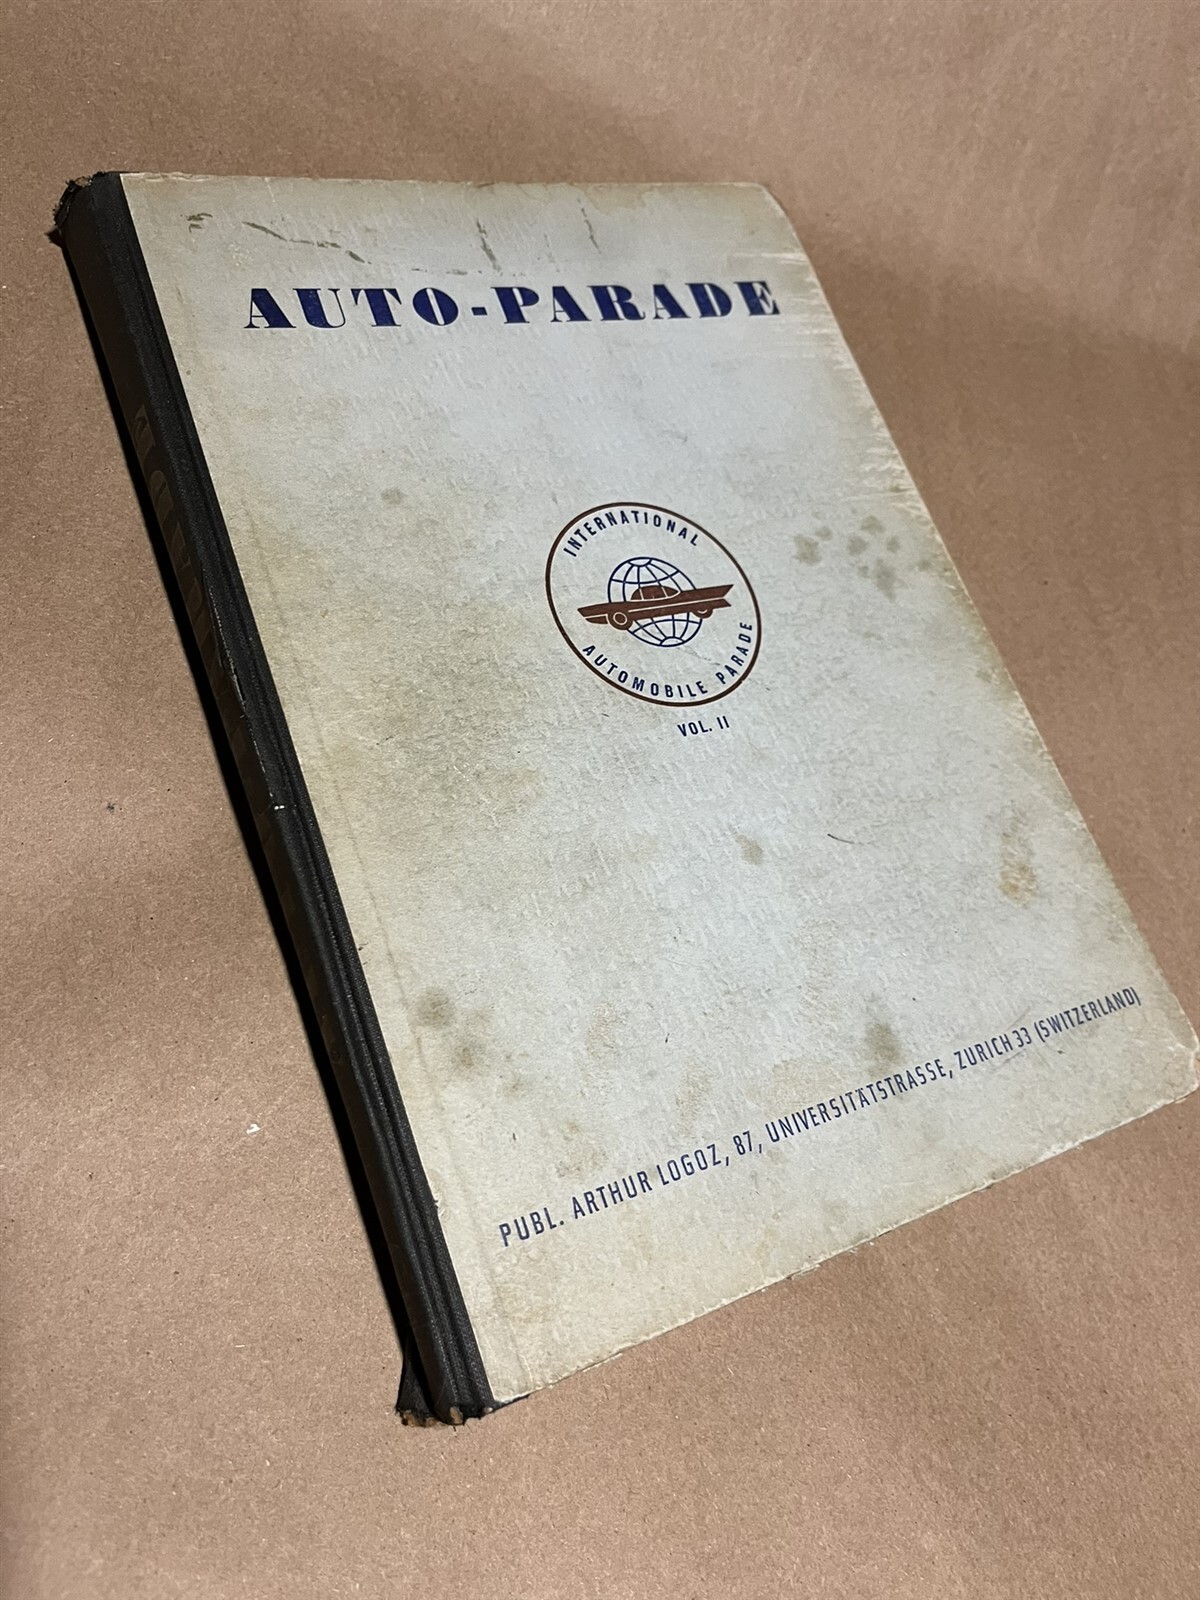 AUTO-PARADE
INTERNATIONAL
AUTOMOBILE PARADE
VOL. II
PUBL. ARTHUR LOGOZ, 87, UNIVERSITÄTSTRASSE, ZURICH 33 (SWITZERLAND)